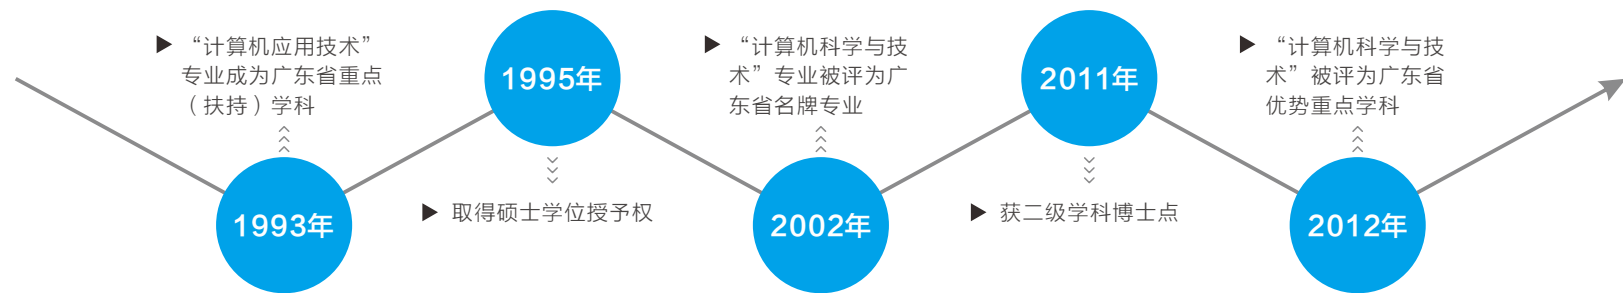 “计算机应用技术”
专业成为广东省重点
（扶持）学科
1993年
1995年
取得硕士学位授予权
“计算机科学与技
术”专业被评为广
东省名牌专业
2002年
2011年
获二级学科博士点
“计算机科学与技
术”被评为广东省
优势重点学科
2012年